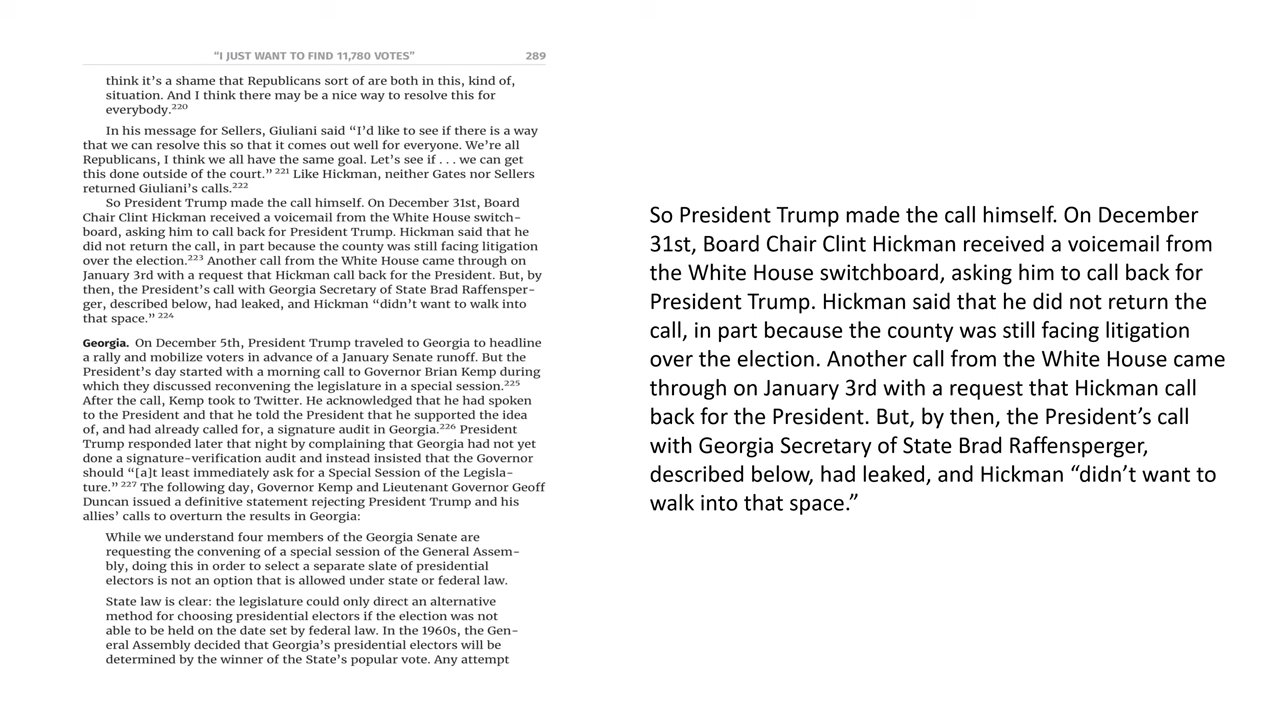 “I JUST WANT TO FIND 11,780 VOTES” 289
think it’s a shame that Republicans sort of are both in this, kind of,
situation. And I think there may be a nice way to resolve this for
everybody.²²⁰
In his message for Sellers, Giuliani said “I’d like to see if there is a way
that we can resolve this so that it comes out well for everyone. We’re all
Republicans, I think we all have the same goal. Let’s see if . . . we can get
this done outside of the court.” ²²¹ Like Hickman, neither Gates nor Sellers
returned Giuliani’s calls.²²²
So President Trump made the call himself. On December 31st, Board
Chair Clint Hickman received a voicemail from the White House switch-
board, asking him to call back for President Trump. Hickman said that he
did not return the call, in part because the county was still facing litigation
over the election.²²³ Another call from the White House came through on
January 3rd with a request that Hickman call back for the President. But, by
then, the President’s call with Georgia Secretary of State Brad Raffensper-
ger, described below, had leaked, and Hickman “didn’t want to walk into
that space.” ²²⁴
Georgia. On December 5th, President Trump traveled to Georgia to headline
a rally and mobilize voters in advance of a January Senate runoff. But the
President’s day started with a morning call to Governor Brian Kemp during
which they discussed reconvening the legislature in a special session.²²⁵
After the call, Kemp took to Twitter. He acknowledged that he had spoken
to the President and that he told the President that he supported the idea
of, and had already called for, a signature audit in Georgia.²²⁶ President
Trump responded later that night by complaining that Georgia had not yet
done a signature-verification audit and instead insisted that the Governor
should “[a]t least immediately ask for a Special Session of the Legisla-
ture.” ²²⁷ The following day, Governor Kemp and Lieutenant Governor Geoff
Duncan issued a definitive statement rejecting President Trump and his
allies’ calls to overturn the results in Georgia:
While we understand four members of the Georgia Senate are
requesting the convening of a special session of the General Assem-
bly, doing this in order to select a separate slate of presidential
electors is not an option that is allowed under state or federal law.
State law is clear: the legislature could only direct an alternative
method for choosing presidential electors if the election was not
able to be held on the date set by federal law. In the 1960s, the Gen-
eral Assembly decided that Georgia’s presidential electors will be
determined by the winner of the State’s popular vote. Any attempt
So President Trump made the call himself. On December
31st, Board Chair Clint Hickman received a voicemail from
the White House switchboard, asking him to call back for
President Trump. Hickman said that he did not return the
call, in part because the county was still facing litigation
over the election. Another call from the White House came
through on January 3rd with a request that Hickman call
back for the President. But, by then, the President’s call
with Georgia Secretary of State Brad Raffensperger,
described below, had leaked, and Hickman “didn’t want to
walk into that space.”